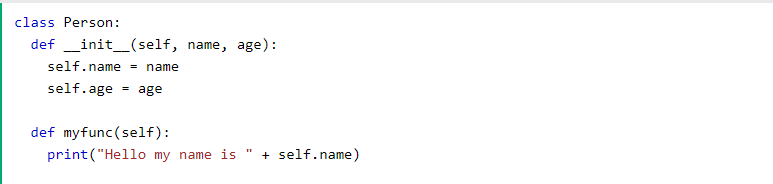 class Person:
  def __init__(self, name, age):
    self.name = name
    self.age = age

  def myfunc(self):
    print("Hello my name is " + self.name)